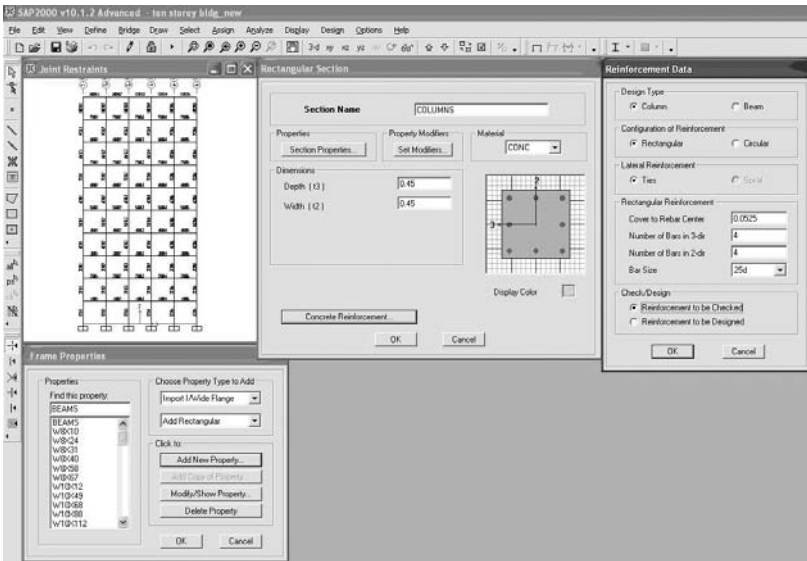 SAP2000 v10.1.2 Advanced - ten storey bldg_new
File Edit View Define Bridge Draw Select Assign Analyze Display Design Options Help
3-d xy xz yz
Joint Restraints
Rectangular Section
Section Name COLUMNS
Properties
Section Properties...
Property Modifiers
Set Modifiers...
Material
CONC
Dimensions
Depth (t3) 0.45
Width (t2) 0.45
2
3
Display Color
Concrete Reinforcement...
OK Cancel
Reinforcement Data
Design Type
Column Beam
Configuration of Reinforcement
Rectangular Circular
Lateral Reinforcement
Ties Spiral
Rectangular Reinforcement
Cover to Rebar Center 0.0525
Number of Bars in 3-dir 4
Number of Bars in 2-dir 4
Bar Size 25d
Check/Design
Reinforcement to be Checked
Reinforcement to be Designed
OK Cancel
Frame Properties
Properties
Find this property:
BEAMS
BEAMS
W8X10
W8X24
W8X31
W8X40
W8X58
W8X67
W10X12
W10X49
W10X68
W10X88
W10X112
Choose Property Type to Add
Import I/Wide Flange
Add Rectangular
Click to:
Add New Property...
Add Copy of Property...
Modify/Show Property...
Delete Property
OK Cancel